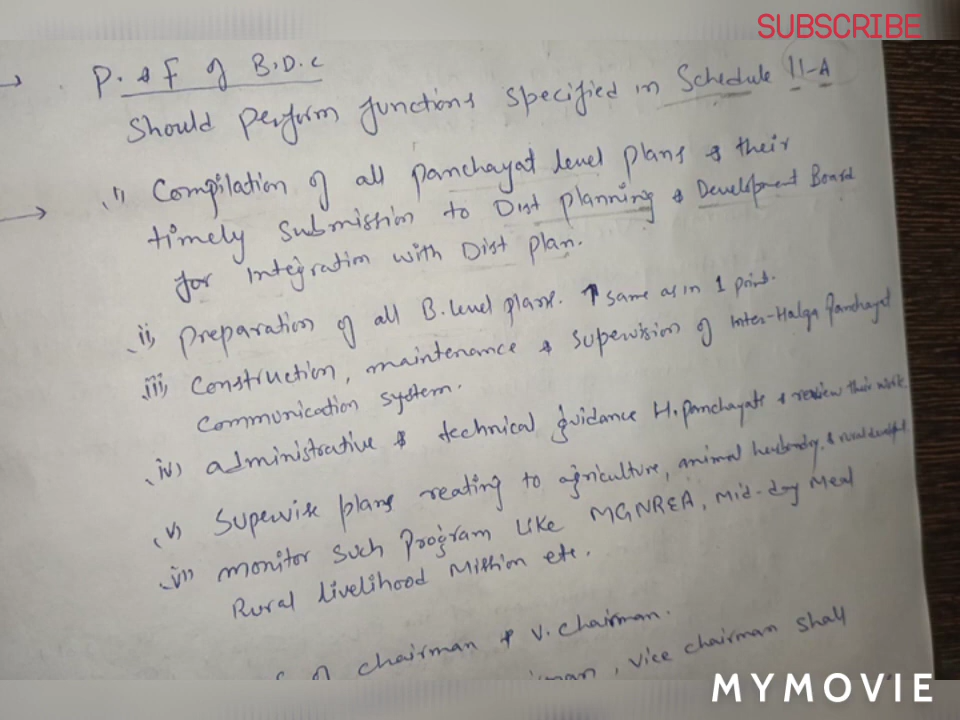 SUBSCRIBE
P. & F of B.D.C
Should perform functions specified in Schedule II-A
i) Compilation of all panchayat level plans & their
timely submission to Dist planning & Development Board
for Integration with Dist plan.
ii) preparation of all B. level plans. ↑ same as in 1 point.
iii) construction, maintenance & supervision of Inter-Halqa panchayat
communication system.
iv) administrative & technical guidance H. panchayats & review their work
v) Supervise plans reating to agriculture, animal husbandry, &
vi) monitor such program like MGNREA, Mid-day Meal
Rural livelihood Mission etc.
of chairman & V. chairman.
, vice chairman shall
MYMOVIE